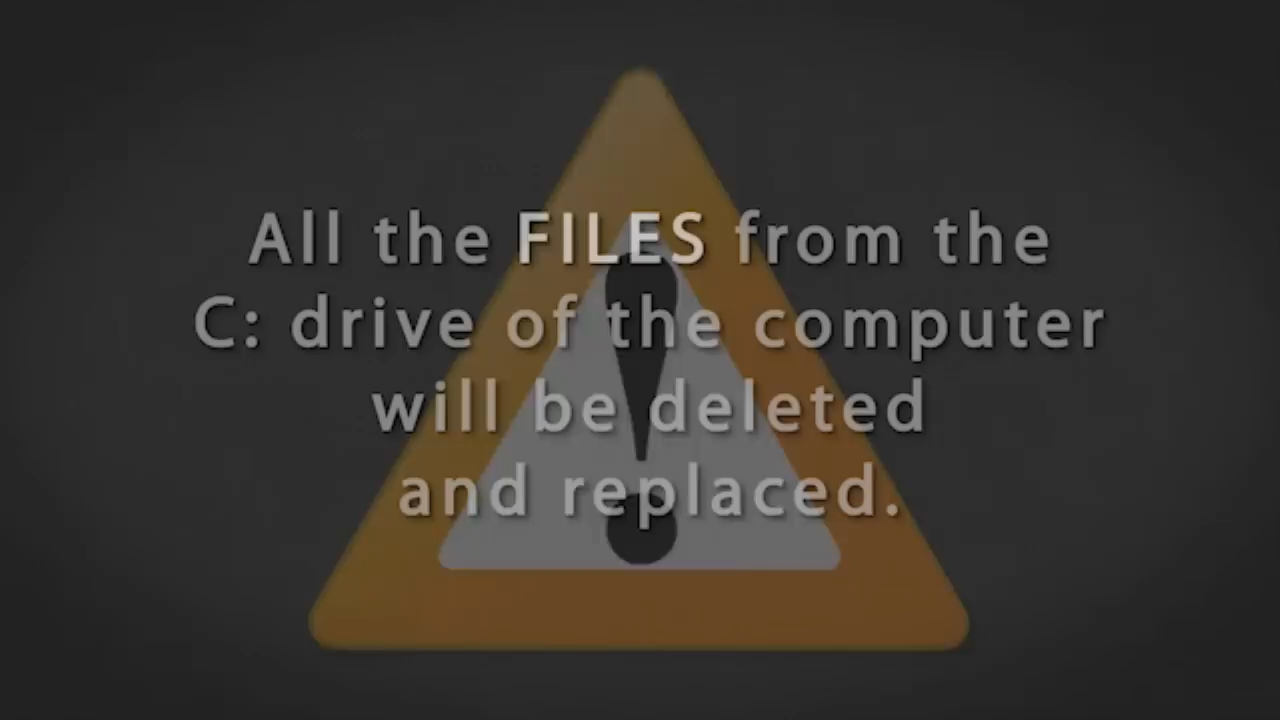 All the FILES from the
C: drive of the computer
will be deleted
and replaced.